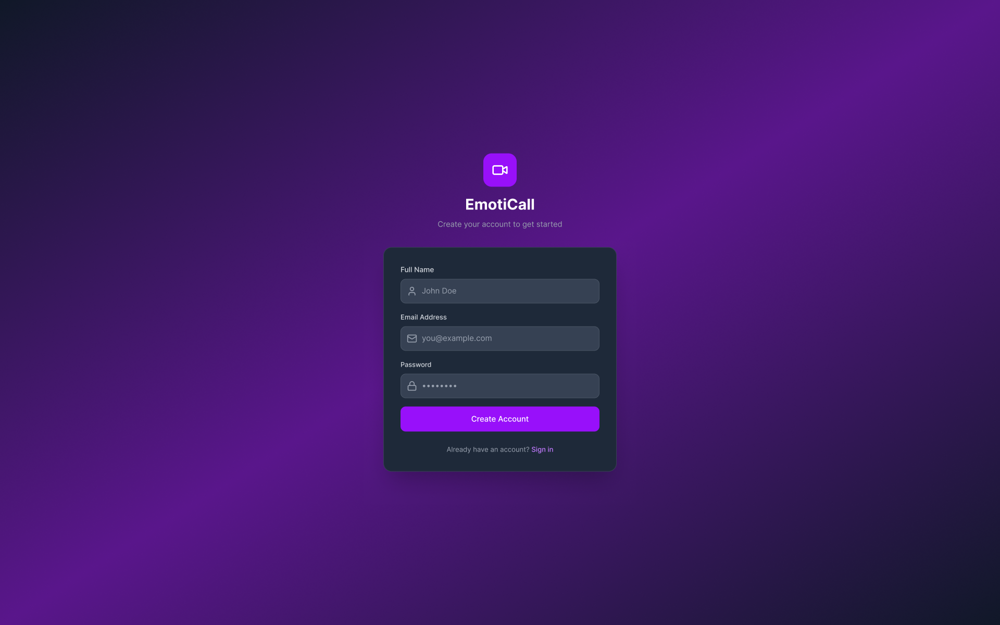 EmotiCall
Create your account to get started
Full Name
John Doe
Email Address
you@example.com
Password
••••••••
Create Account
Already have an account? Sign in